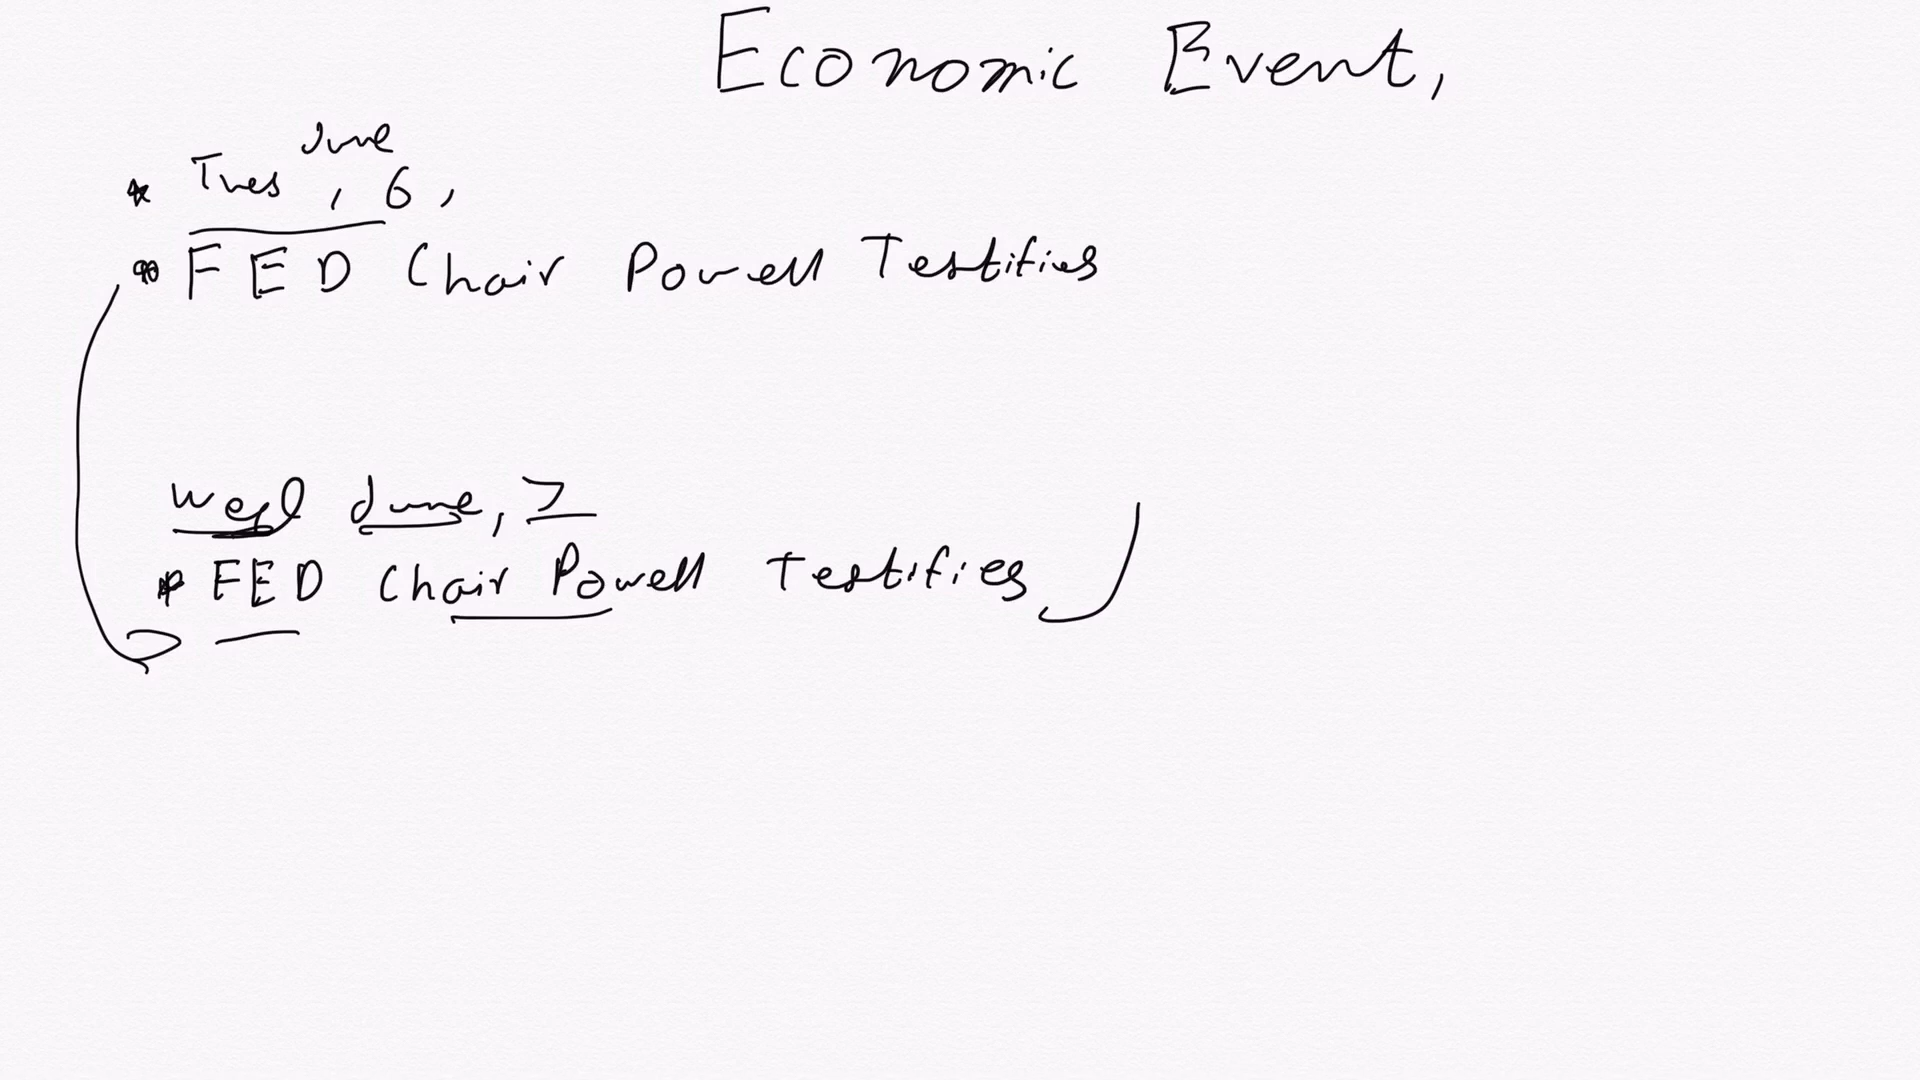 Economic Event,
June
* Tues, 6,
* FED Chair Powell Testifies
Wed June, 7
* FED Chair Powell Testifies